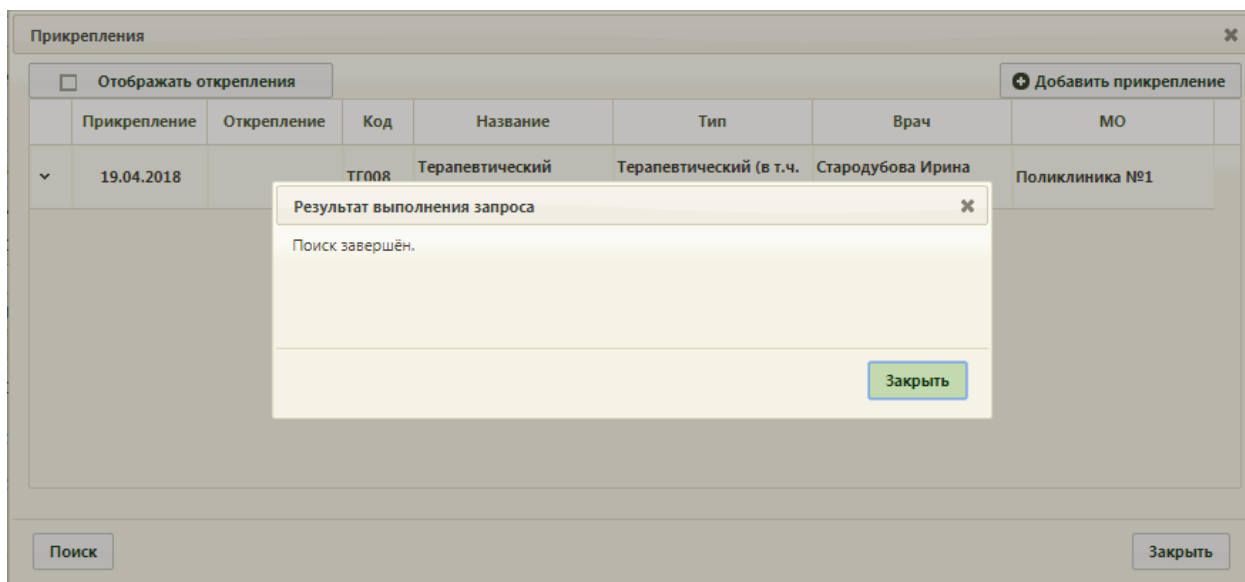 Прикрепления
Отображать открепления
Добавить прикрепление
Прикрепление Открепление Код Название Тип Врач МО
19.04.2018 ТГ008 Терапевтический Терапевтический (в т.ч. Стародубова Ирина Поликлиника №1
Результат выполнения запроса
Поиск завершён.
Закрыть
Поиск Закрыть